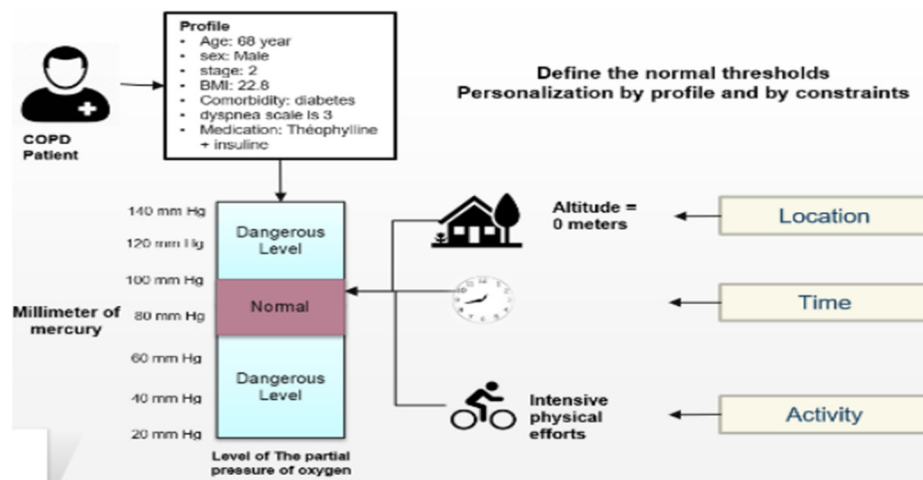 Profile
• Age: 68 year
• sex: Male
• stage: 2
• BMI: 22.8
• Comorbidity: diabetes
• dyspnea scale is 3
• Medication: Théophylline
+ insuline
COPD
Patient
Define the normal thresholds
Personalization by profile and by constraints
140 mm Hg
120 mm Hg
100 mm Hg
80 mm Hg
60 mm Hg
40 mm Hg
20 mm Hg
Millimeter of
mercury
Dangerous
Level
Normal
Dangerous
Level
Level of The partial
pressure of oxygen
Altitude =
0 meters
Location
Time
Intensive
physical
efforts
Activity